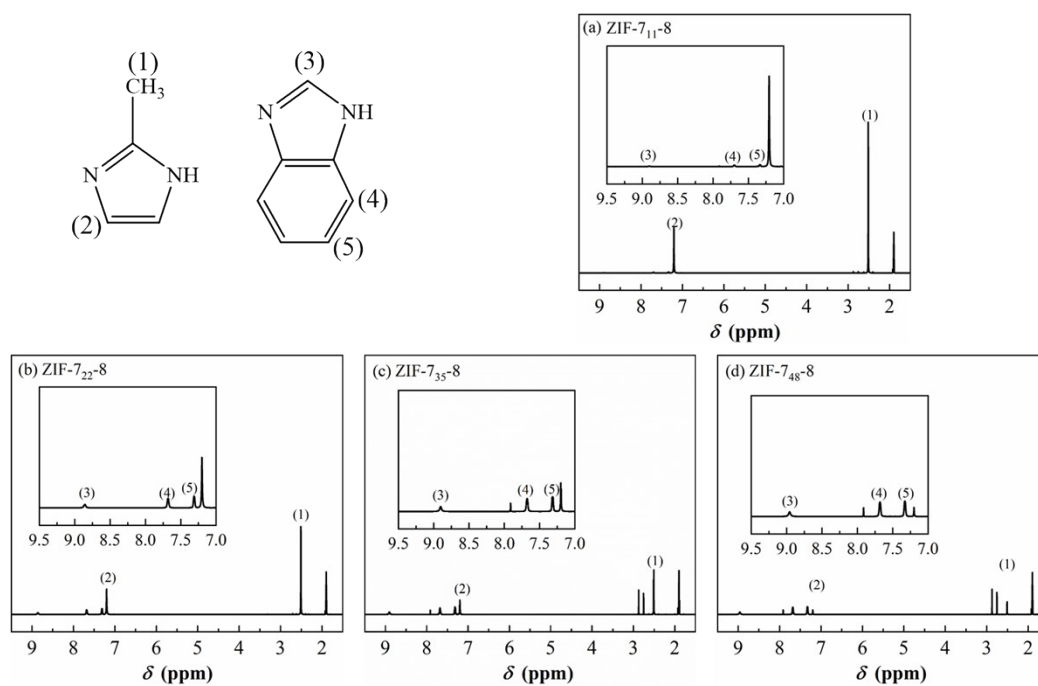 (1)
CH₃
N
NH
(2)
(3)
N
NH
(4)
(5)
(a) ZIF-7₁₁-8
(3) (4) (5)
9.5 9.0 8.5 8.0 7.5 7.0
(1)
(2)
9 8 7 6 5 4 3 2
δ (ppm)
(b) ZIF-7₂₂-8
(3) (4) (5)
9.5 9.0 8.5 8.0 7.5 7.0
(1)
(2)
9 8 7 6 5 4 3 2
δ (ppm)
(c) ZIF-7₃₅-8
(3) (4) (5)
9.5 9.0 8.5 8.0 7.5 7.0
(1)
(2)
9 8 7 6 5 4 3 2
δ (ppm)
(d) ZIF-7₄₈-8
(3) (4) (5)
9.5 9.0 8.5 8.0 7.5 7.0
(1)
(2)
9 8 7 6 5 4 3 2
δ (ppm)